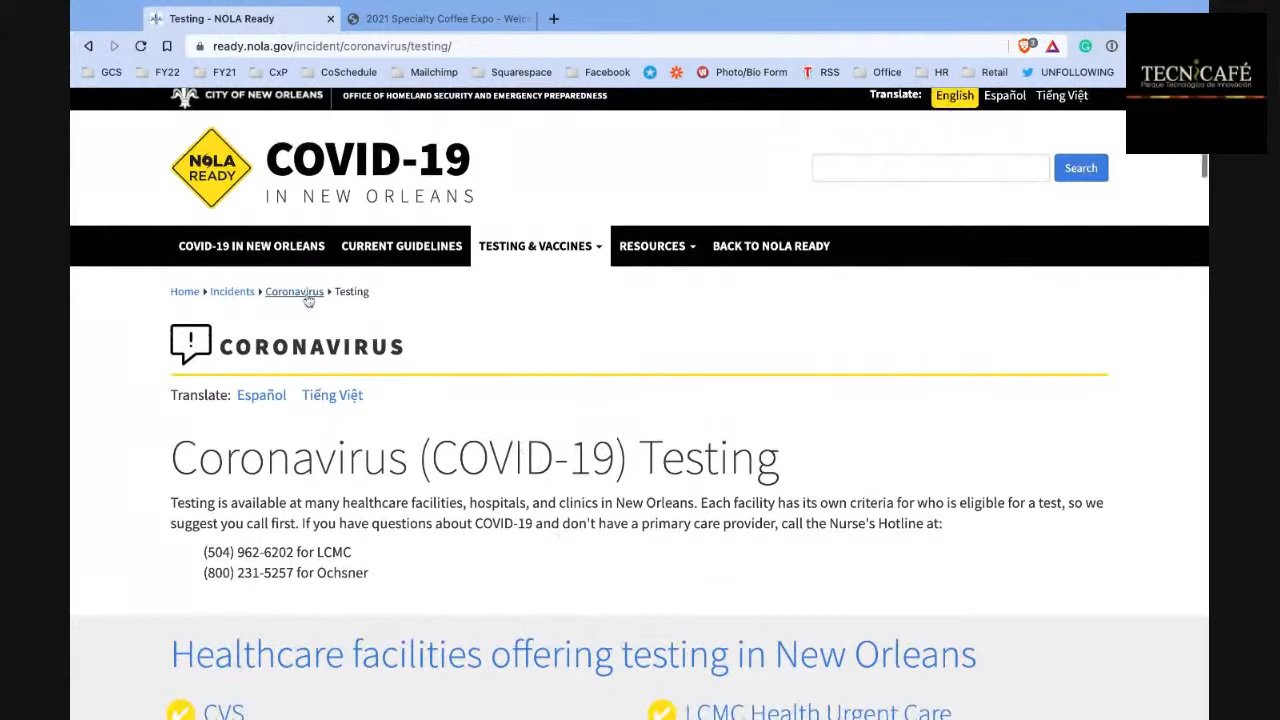 Testing - NOLA Ready
2021 Specialty Coffee Expo - Welc
ready.nola.gov/incident/coronavirus/testing/
GCS FY22 FY21 CxP CoSchedule Mailchimp Squarespace Facebook Photo/Bio Form RSS Office HR Retail UNFOLLOWING
TECNiCAFÉ
Parque Tecnológico de Innovación
CITY OF NEW ORLEANS OFFICE OF HOMELAND SECURITY AND EMERGENCY PREPAREDNESS Translate: English Español Tiếng Việt
NOLA
READY
COVID-19
IN NEW ORLEANS
Search
COVID-19 IN NEW ORLEANS CURRENT GUIDELINES TESTING & VACCINES RESOURCES BACK TO NOLA READY
Home Incidents Coronavirus Testing
! CORONAVIRUS
Translate: Español Tiếng Việt
Coronavirus (COVID-19) Testing
Testing is available at many healthcare facilities, hospitals, and clinics in New Orleans. Each facility has its own criteria for who is eligible for a test, so we
suggest you call first. If you have questions about COVID-19 and don't have a primary care provider, call the Nurse's Hotline at:
(504) 962-6202 for LCMC
(800) 231-5257 for Ochsner
Healthcare facilities offering testing in New Orleans
CVS LCMC Health Urgent Care